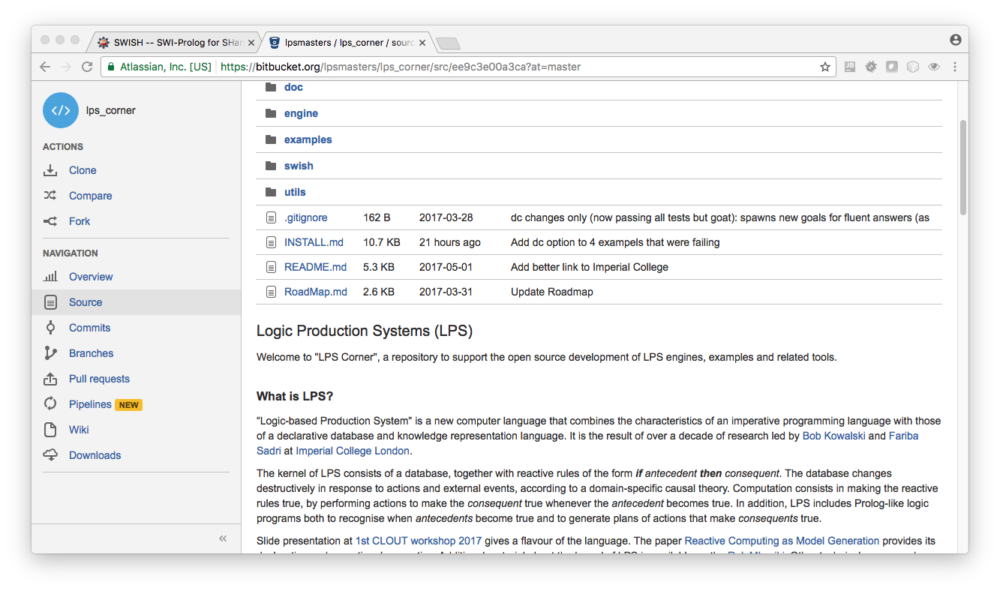 SWISH -- SWI-Prolog for SHar
lpsmasters / lps_corner / sourc
Atlassian, Inc. [US] https://bitbucket.org/lpsmasters/lps_corner/src/ee9c3e00a3ca?at=master
JB
lps_corner
ACTIONS
Clone
Compare
Fork
NAVIGATION
Overview
Source
Commits
Branches
Pull requests
Pipelines NEW
Wiki
Downloads
«
doc
engine
examples
swish
utils
.gitignore 162 B 2017-03-28 dc changes only (now passing all tests but goat): spawns new goals for fluent answers (as
INSTALL.md 10.7 KB 21 hours ago Add dc option to 4 exampels that were failing
README.md 5.3 KB 2017-05-01 Add better link to Imperial College
RoadMap.md 2.6 KB 2017-03-31 Update Roadmap
Logic Production Systems (LPS)
Welcome to "LPS Corner", a repository to support the open source development of LPS engines, examples and related tools.
What is LPS?
"Logic-based Production System" is a new computer language that combines the characteristics of an imperative programming language with those
of a declarative database and knowledge representation language. It is the result of over a decade of research led by Bob Kowalski and Fariba
Sadri at Imperial College London.
The kernel of LPS consists of a database, together with reactive rules of the form if antecedent then consequent. The database changes
destructively in response to actions and external events, according to a domain-specific causal theory. Computation consists in making the reactive
rules true, by performing actions to make the consequent true whenever the antecedent becomes true. In addition, LPS includes Prolog-like logic
programs both to recognise when antecedents become true and to generate plans of actions that make consequents true.
Slide presentation at 1st CLOUT workshop 2017 gives a flavour of the language. The paper Reactive Computing as Model Generation provides its